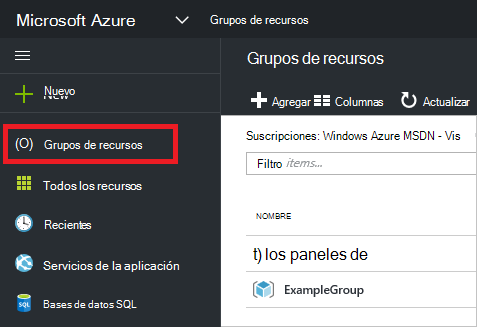 Microsoft Azure
Grupos de recursos
Grupos de recursos
Nuevo
Agregar
Columnas
Actualizar
Grupos de recursos
Suscripciones: Windows Azure MSDN - Vis
Filtro items...
Todos los recursos
Recientes
NOMBRE
t) los paneles de
Servicios de la aplicación
ExampleGroup
Bases de datos SQL